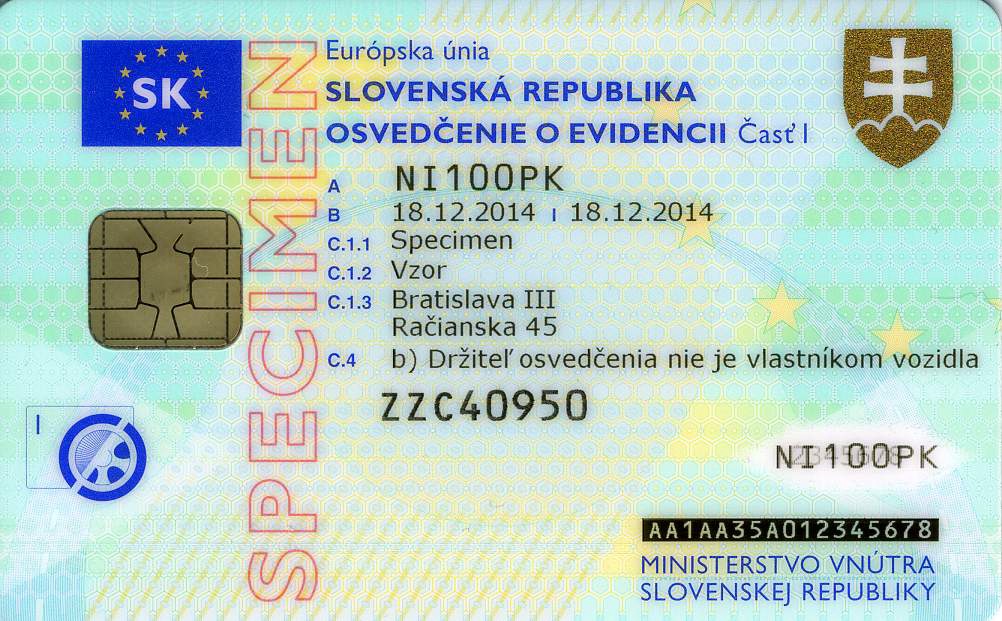 SK
Európska únia
SLOVENSKÁ REPUBLIKA
OSVEDČENIE O EVIDENCII Časť I
SPECIMEN
A NI100PK
B 18.12.2014 I 18.12.2014
C.1.1 Specimen
C.1.2 Vzor
C.1.3 Bratislava III
Račianska 45
C.4 b) Držiteľ osvedčenia nie je vlastníkom vozidla
ZZC40950
I
NI100PK
AA1AA35A012345678
MINISTERSTVO VNÚTRA
SLOVENSKEJ REPUBLIKY